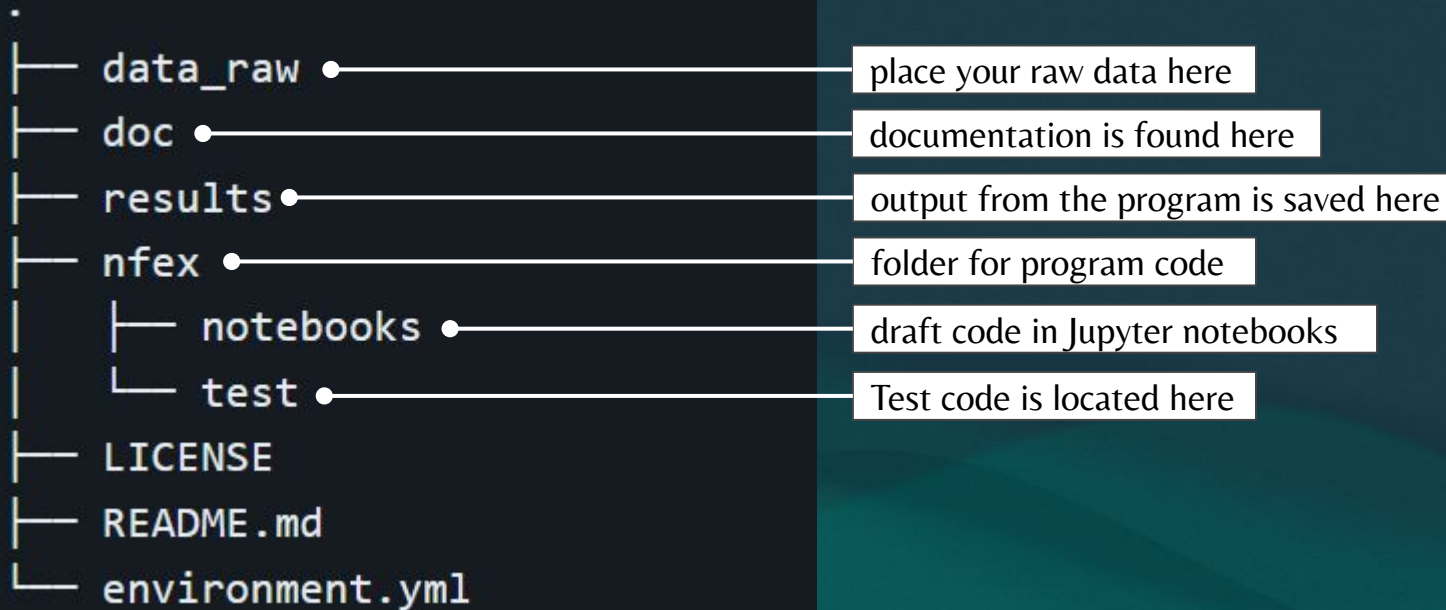 .
├── data_raw place your raw data here
├── doc documentation is found here
├── results output from the program is saved here
├── nfex folder for program code
│   ├── notebooks draft code in Jupyter notebooks
│   └── test Test code is located here
├── LICENSE
├── README.md
└── environment.yml